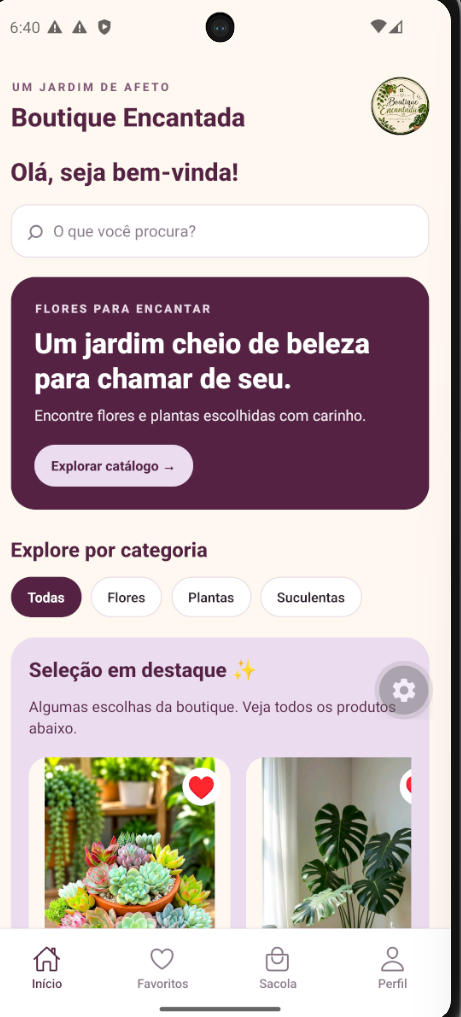 6:40
UM JARDIM DE AFETO
Boutique Encantada
Boutique
Encantada
Olá, seja bem-vinda!
O que você procura?
FLORES PARA ENCANTAR
Um jardim cheio de beleza
para chamar de seu.
Encontre flores e plantas escolhidas com carinho.
Explorar catálogo →
Explore por categoria
Todas
Flores
Plantas
Suculentas
Seleção em destaque ✨
Algumas escolhas da boutique. Veja todos os produtos
abaixo.
Início
Favoritos
Sacola
Perfil